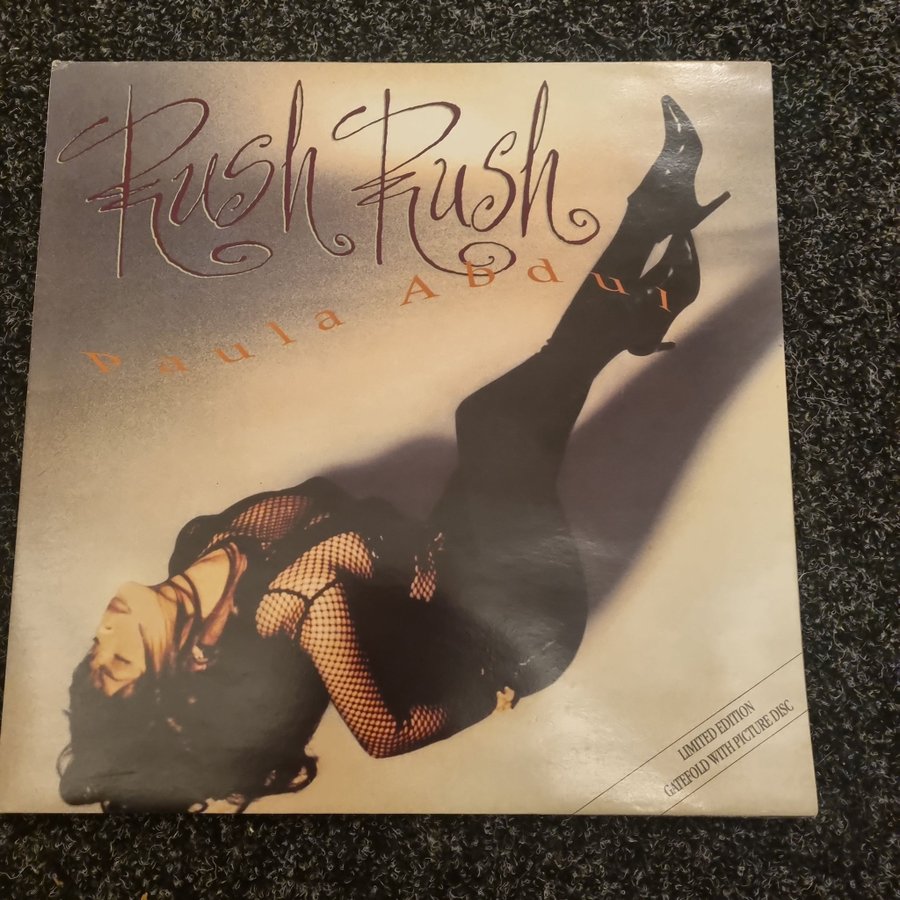 Rush Rush
Paula Abdul
LIMITED EDITION
GATEFOLD WITH PICTURE DISC